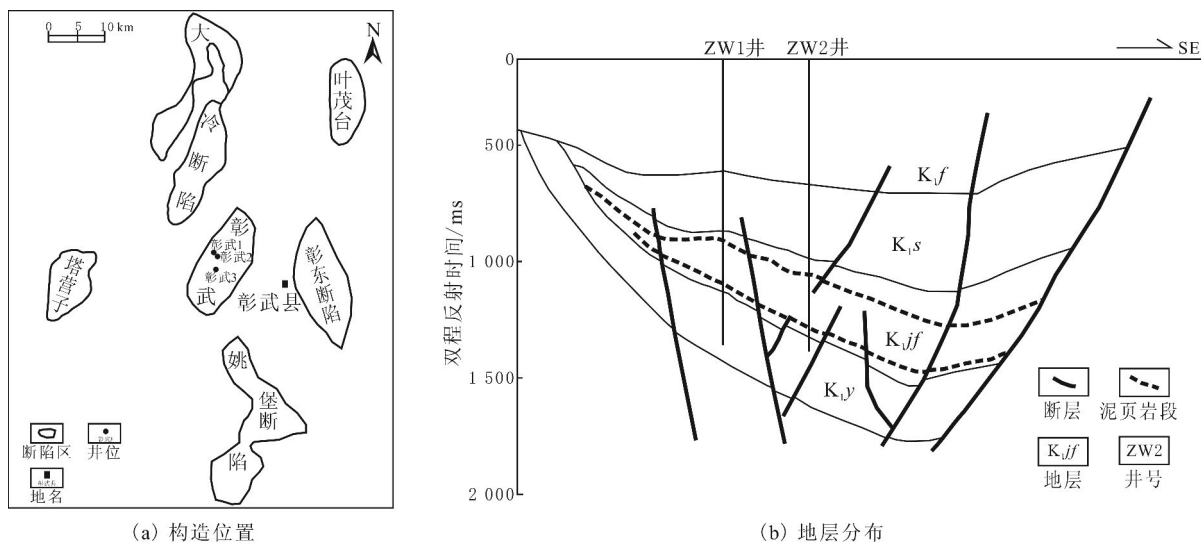 0 5 10 km
N
大
冷
断
陷
叶茂台
彰
武
彰武1
彰武2
彰武3
彰武县
彰东断陷
塔营子
姚
堡
断
陷
断陷区
井位
地名
(a) 构造位置
ZW1井
ZW2井
SE
双程反射时间/ms
0
500
1 000
1 500
2 000
K₁f
K₁s
K₁jf
K₁y
断层
泥页岩段
K₁jf
地层
ZW2
井号
(b) 地层分布